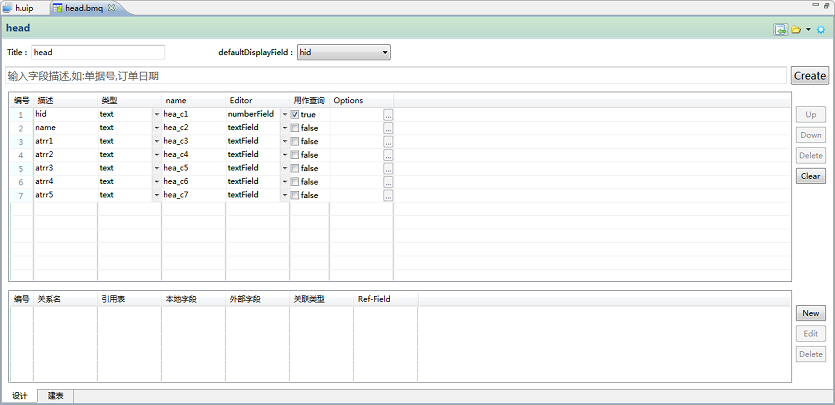 h.uip head.bmq
head
Title : head defaultDisplayField : hid
输入字段描述,如:单据号,订单日期 Create
编号 描述 类型 name Editor 用作查询 Options
1 hid text hea_c1 numberField true ...
2 name text hea_c2 textField false ...
3 atrr1 text hea_c3 textField false ...
4 atrr2 text hea_c4 textField false ...
5 atrr3 text hea_c5 textField false ...
6 atrr4 text hea_c6 textField false ...
7 atrr5 text hea_c7 textField false ...
Up
Down
Delete
Clear
编号 关系名 引用表 本地字段 外部字段 关联类型 Ref-Field
New
Edit
Delete
设计 建表